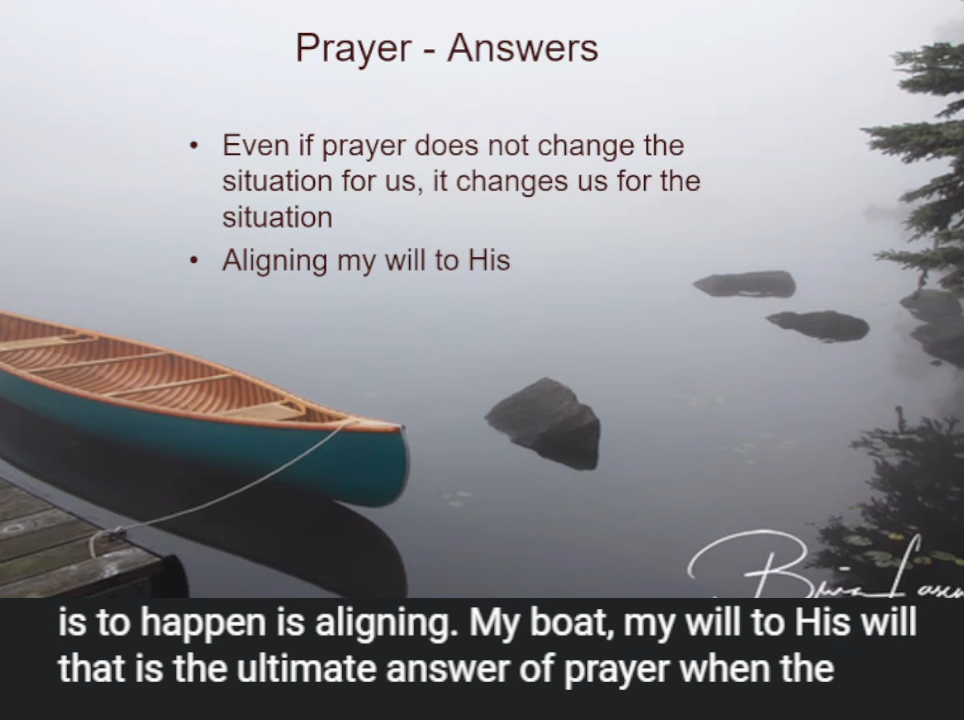 Prayer - Answers
• Even if prayer does not change the
situation for us, it changes us for the
situation
• Aligning my will to His
is to happen is aligning. My boat, my will to His will
that is the ultimate answer of prayer when the